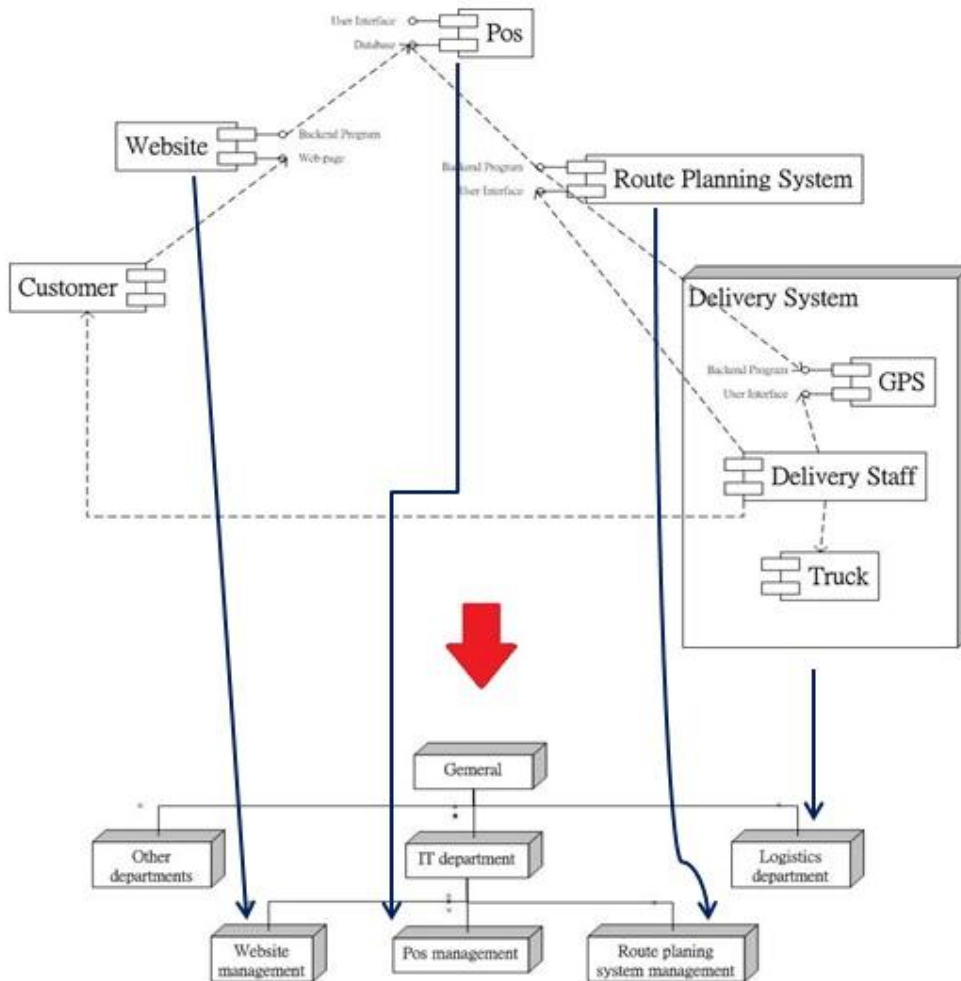 User Interface
Database
Pos
Website
Backend Program
Web-page
Backend Program
User Interface
Route Planning System
Customer
Delivery System
Backend Program
User Interface
GPS
Delivery Staff
Truck
Gemeral
Other
departments
IT department
Logistics
department
Website
management
Pos management
Route planing
system management